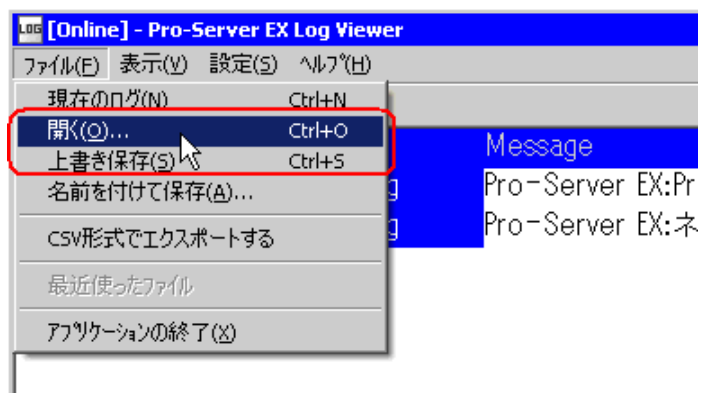 LOG [Online] - Pro-Server EX Log Viewer
ファイル(F) 表示(V) 設定(S) ヘルプ(H)
現在のログ(N) Ctrl+N
開く(O)... Ctrl+O
Message
上書き保存(S) Ctrl+S
g Pro-Server EX:Pr
名前を付けて保存(A)...
g Pro-Server EX:ネ
CSV形式でエクスポートする
最近使ったファイル
アプリケーションの終了(X)